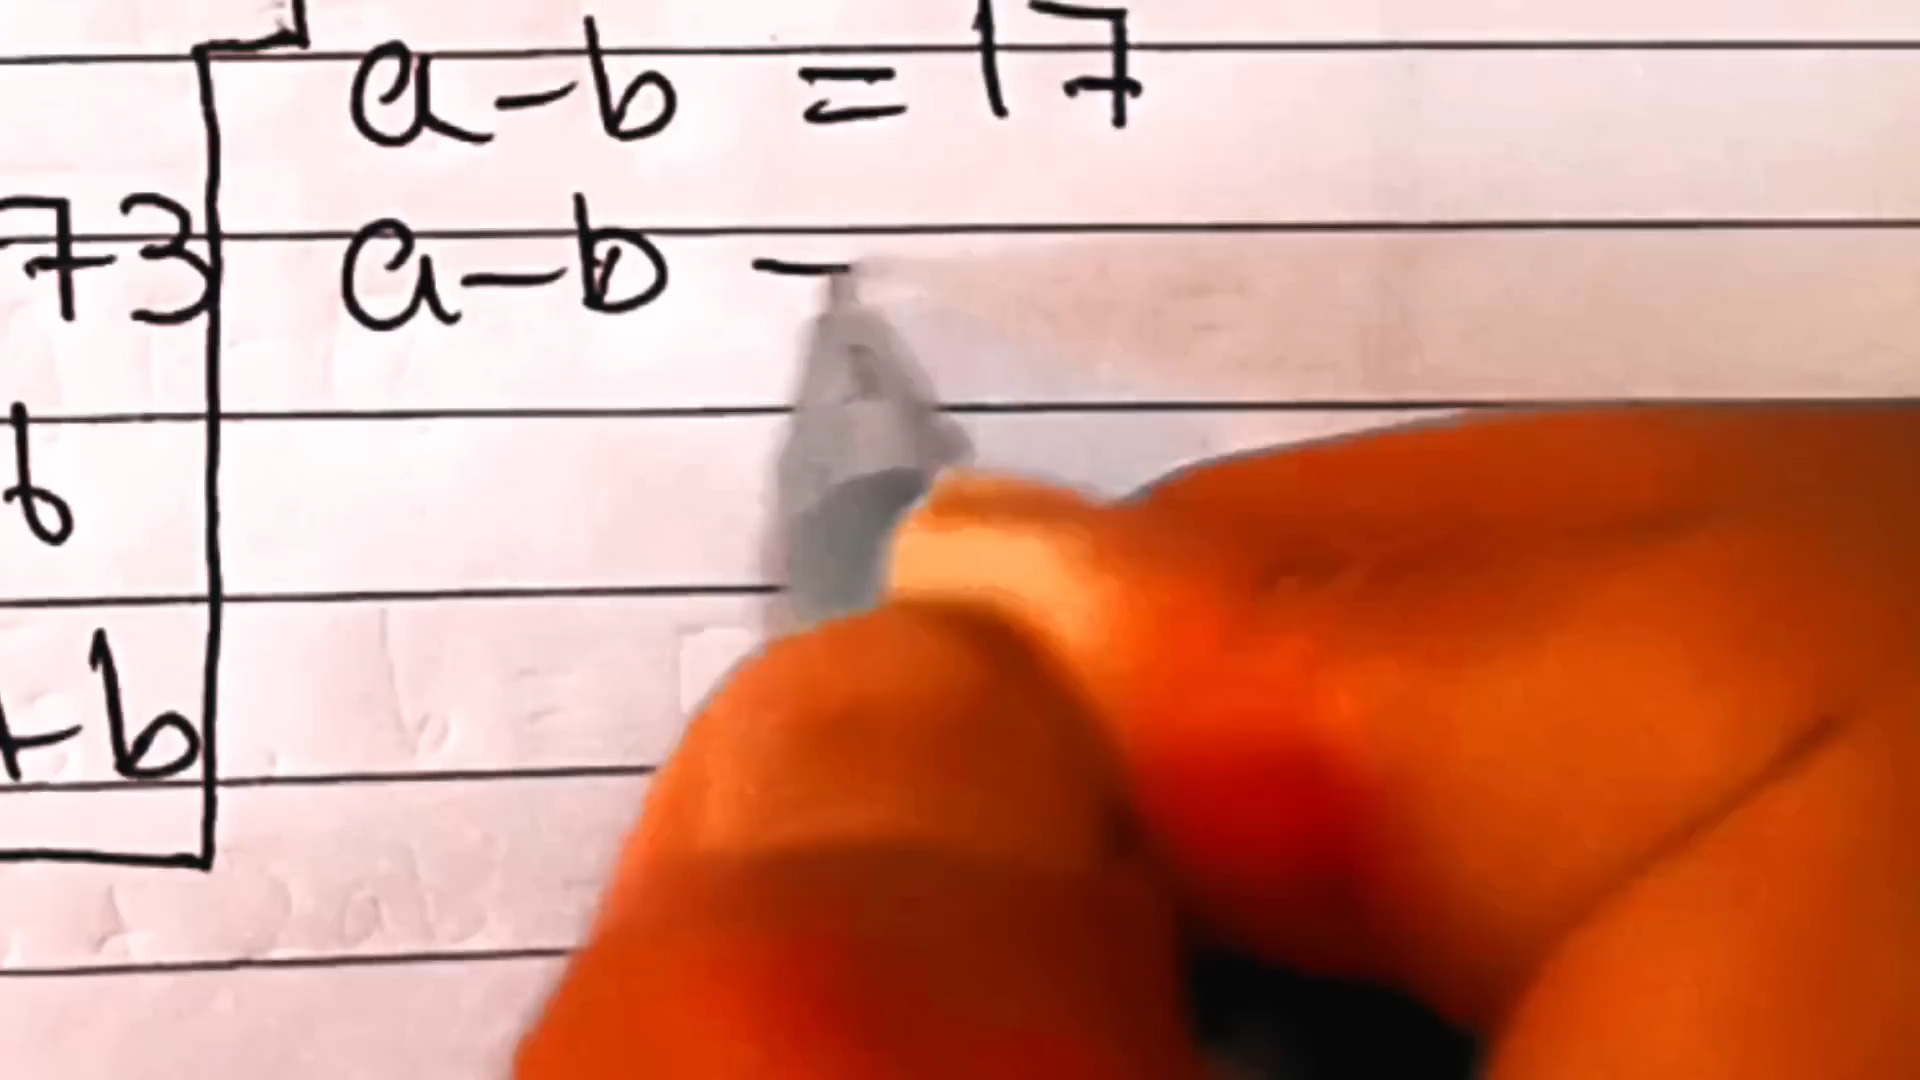 a-b = 17
73
a-b -
b
+b